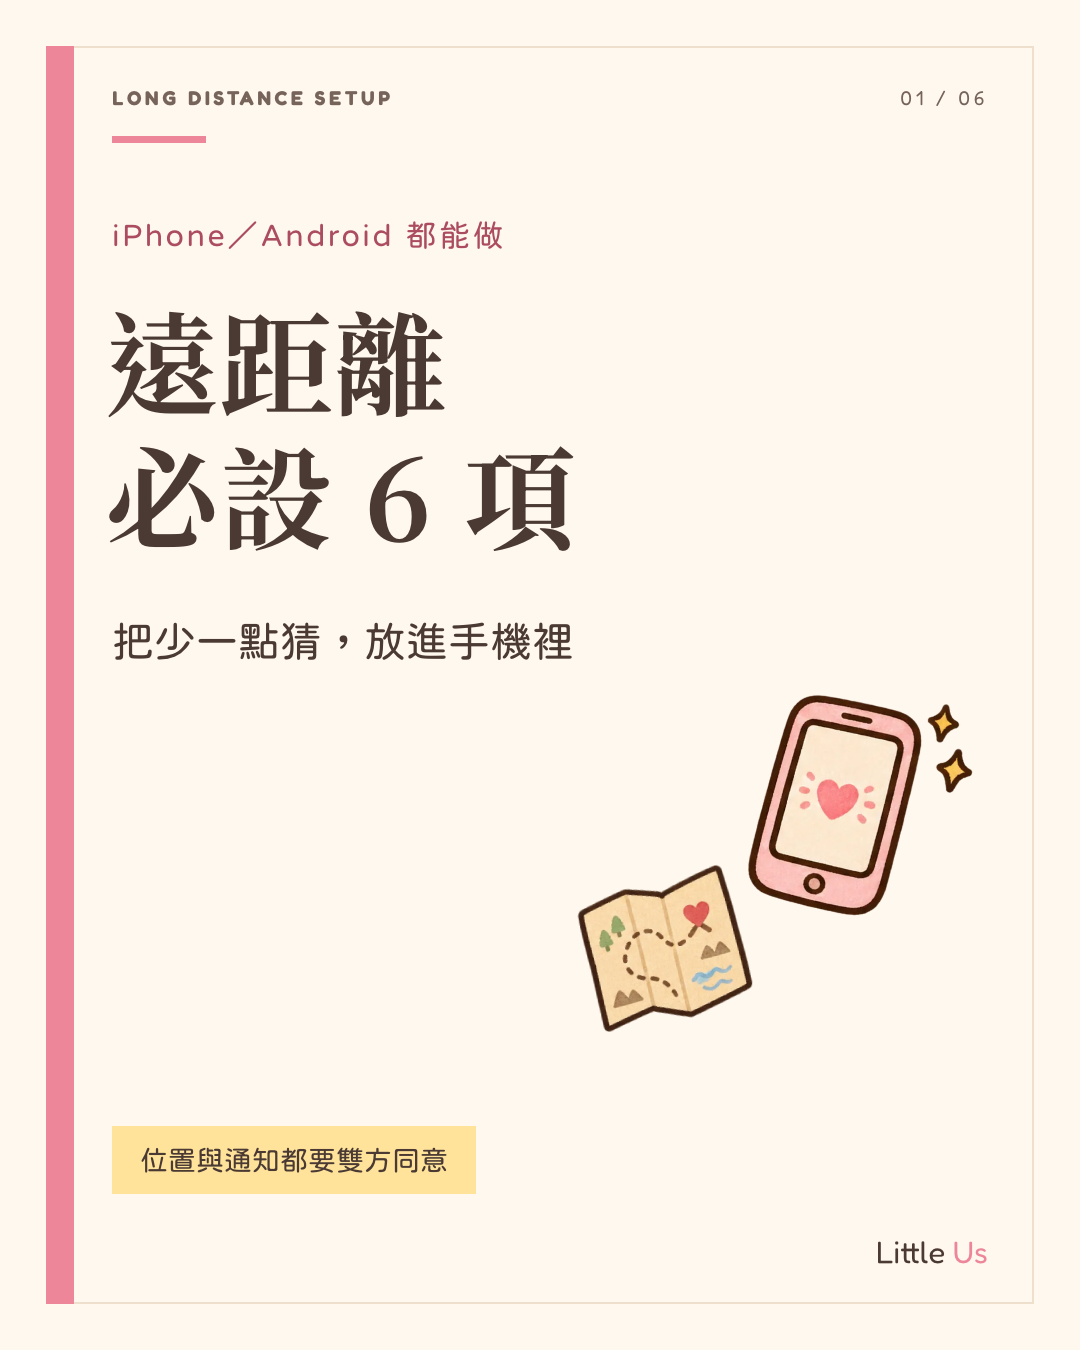 LONG DISTANCE SETUP
01 / 06
iPhone／Android 都能做
遠距離
必設 6 項
把少一點猜，放進手機裡
位置與通知都要雙方同意
Little Us